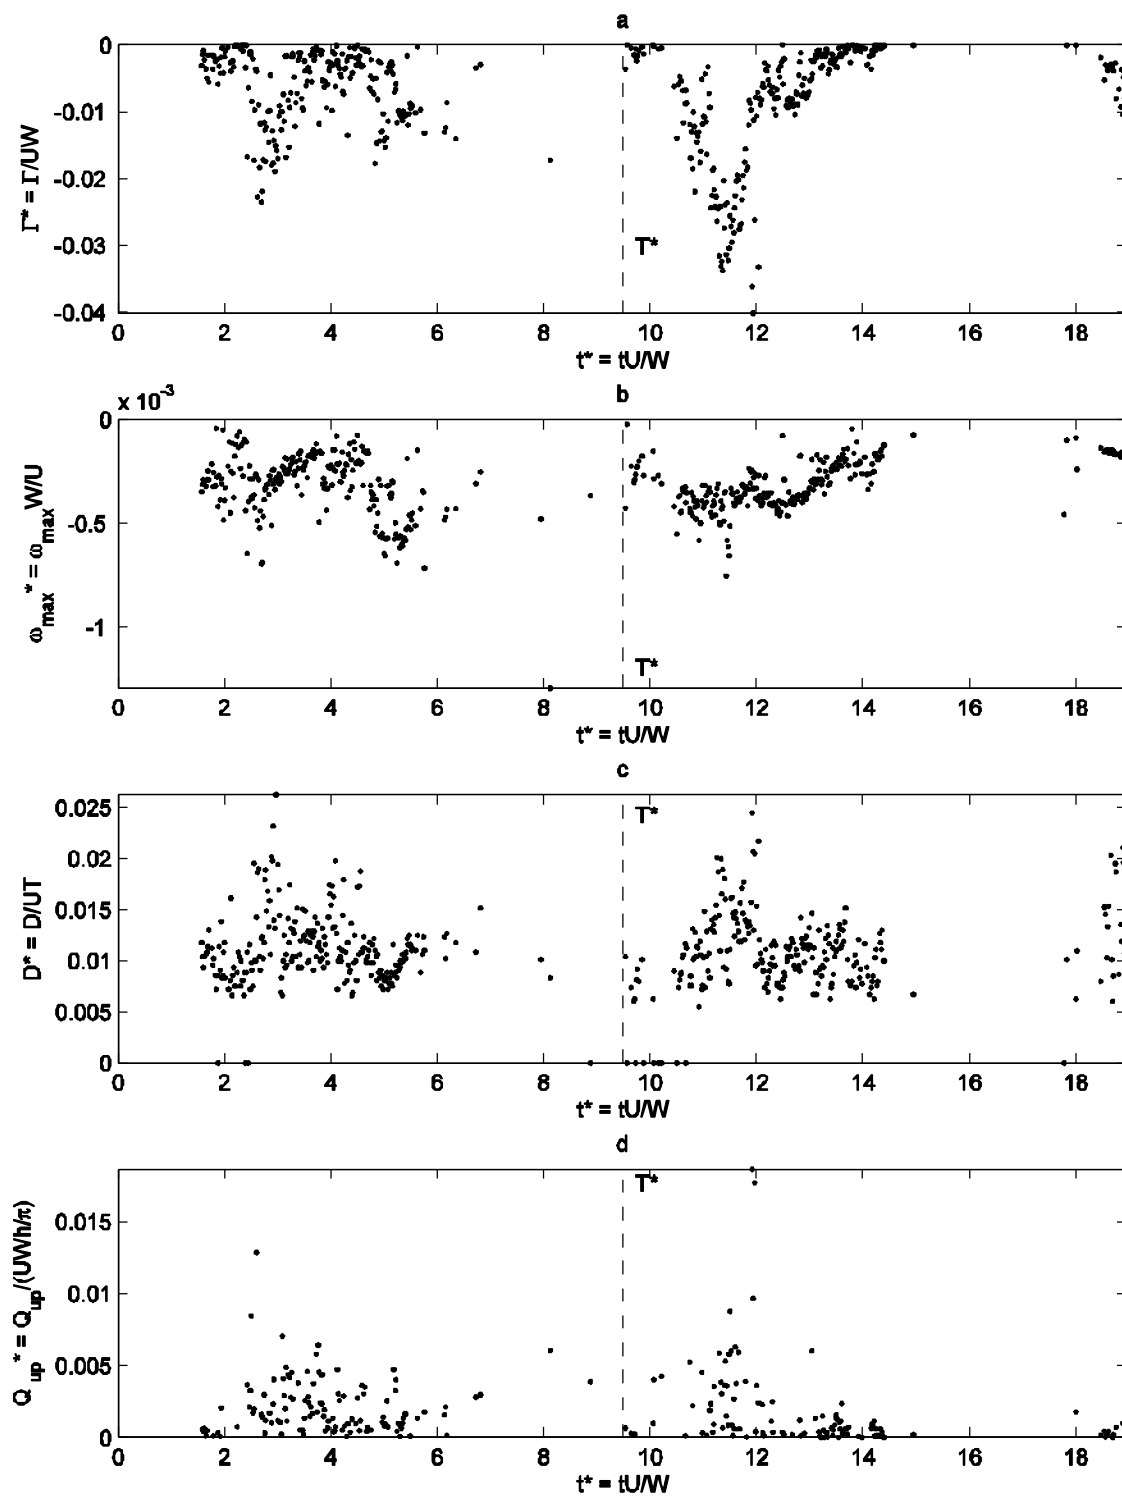 a
0
-0.01
-0.02
-0.03
-0.04
Γ* = Γ/UW
T*
0 2 4 6 8 10 12 14 16 18
t* = tU/W
x 10⁻³
b
0
-0.5
-1
ω_max* = ω_max W/U
T*
0 2 4 6 8 10 12 14 16 18
t* = tU/W
c
0.025
0.02
0.015
0.01
0.005
0
D* = D/UT
T*
0 2 4 6 8 10 12 14 16 18
t* = tU/W
d
0.015
0.01
0.005
0
Q_up* = Q_up/(UWh/π)
T*
0 2 4 6 8 10 12 14 16 18
t* = tU/W